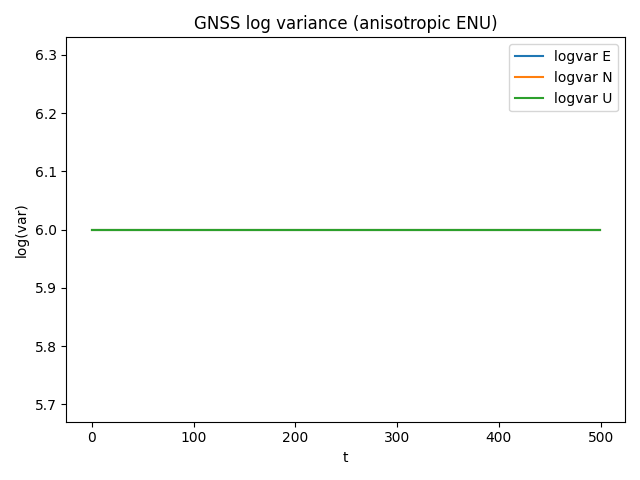 GNSS log variance (anisotropic ENU)
logvar E
logvar N
logvar U
6.3
6.2
6.1
6.0
5.9
5.8
5.7
log(var)
0 100 200 300 400 500
t